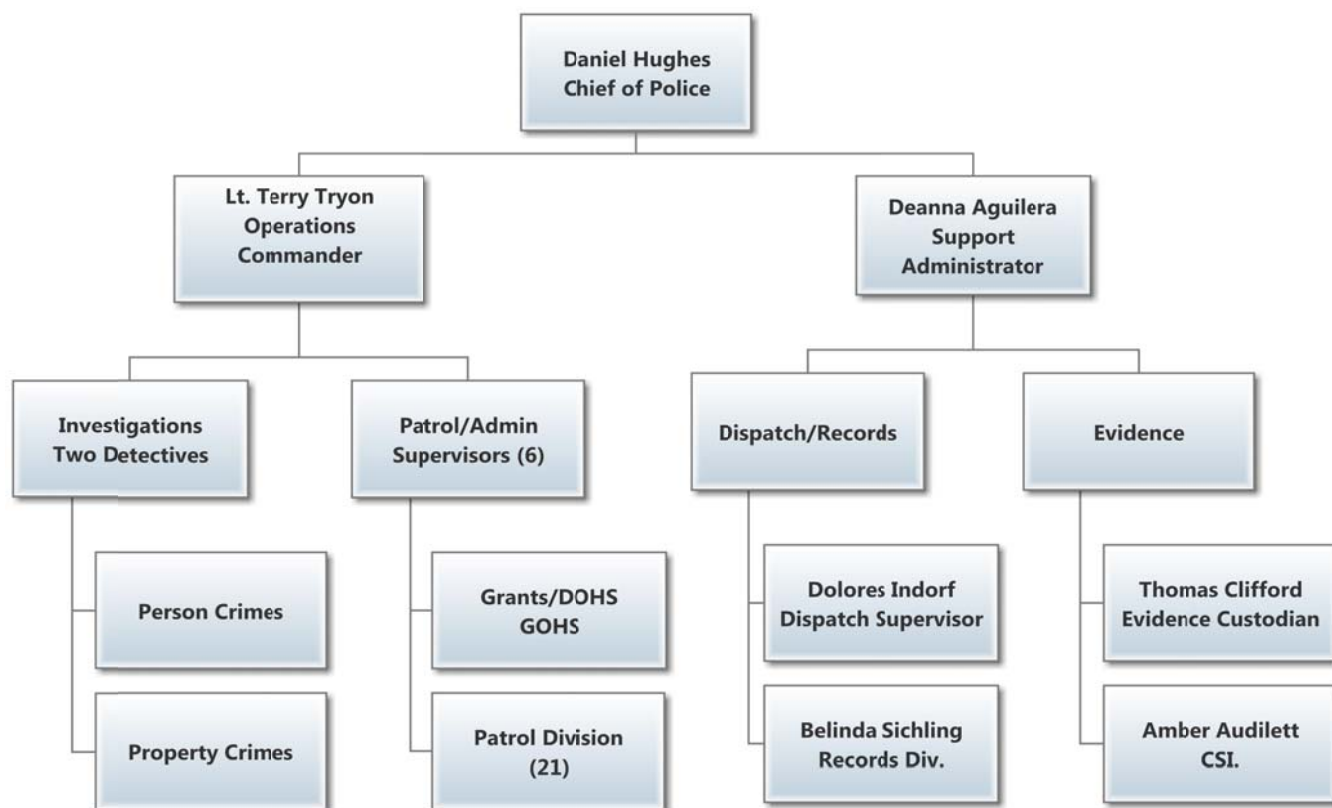 Daniel Hughes
Chief of Police
Lt. Terry Tryon
Operations
Commander
Deanna Aguilera
Support
Administrator
Investigations
Two Detectives
Patrol/Admin
Supervisors (6)
Dispatch/Records
Evidence
Person Crimes
Grants/DOHS
GOHS
Dolores Indorf
Dispatch Supervisor
Thomas Clifford
Evidence Custodian
Property Crimes
Patrol Division
(21)
Belinda Sichling
Records Div.
Amber Audilett
CSI.